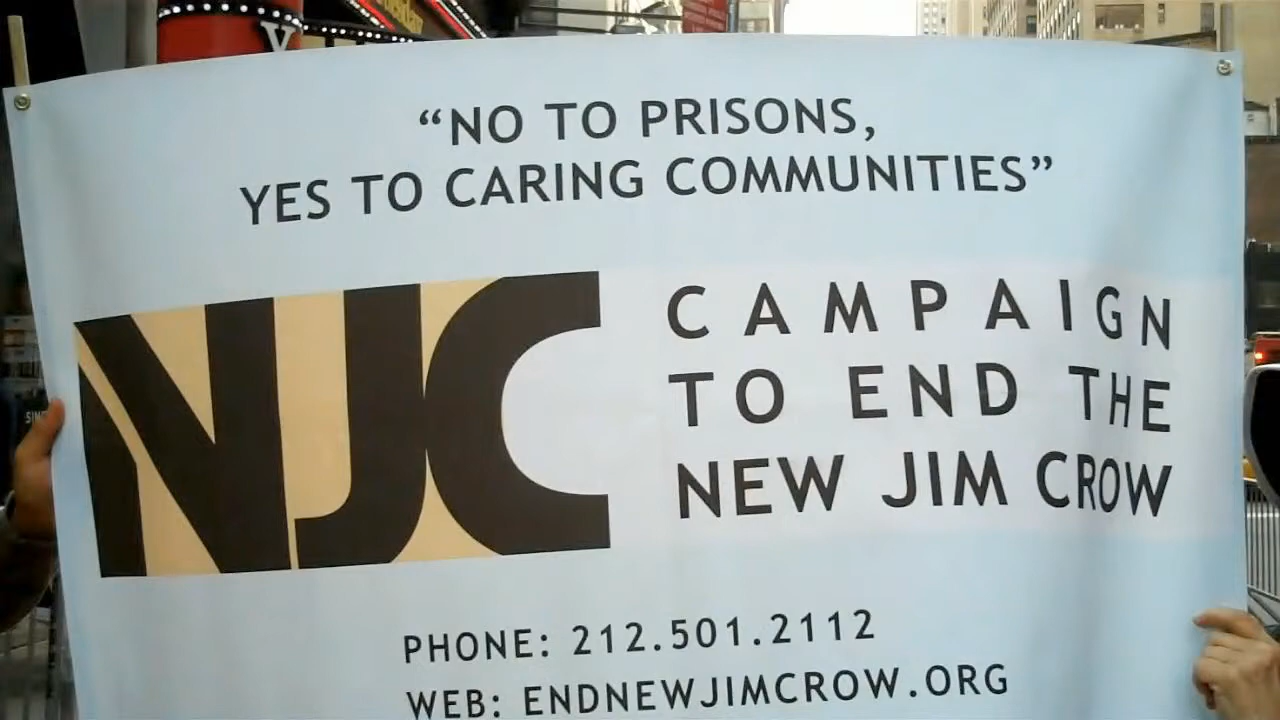 “NO TO PRISONS,
YES TO CARING COMMUNITIES”
NJC
CAMPAIGN
TO END THE
NEW JIM CROW
PHONE: 212.501.2112
WEB: ENDNEWJIMCROW.ORG